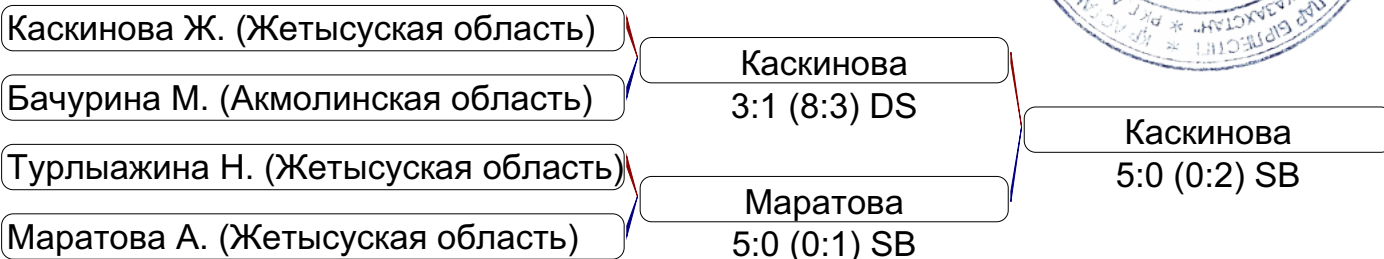 Каскинова Ж. (Жетысуская область)
Бачурина М. (Акмолинская область)
Турлыажина Н. (Жетысуская область)
Маратова А. (Жетысуская область)
Каскинова
3:1 (8:3) DS
Маратова
5:0 (0:1) SB
Каскинова
5:0 (0:2) SB